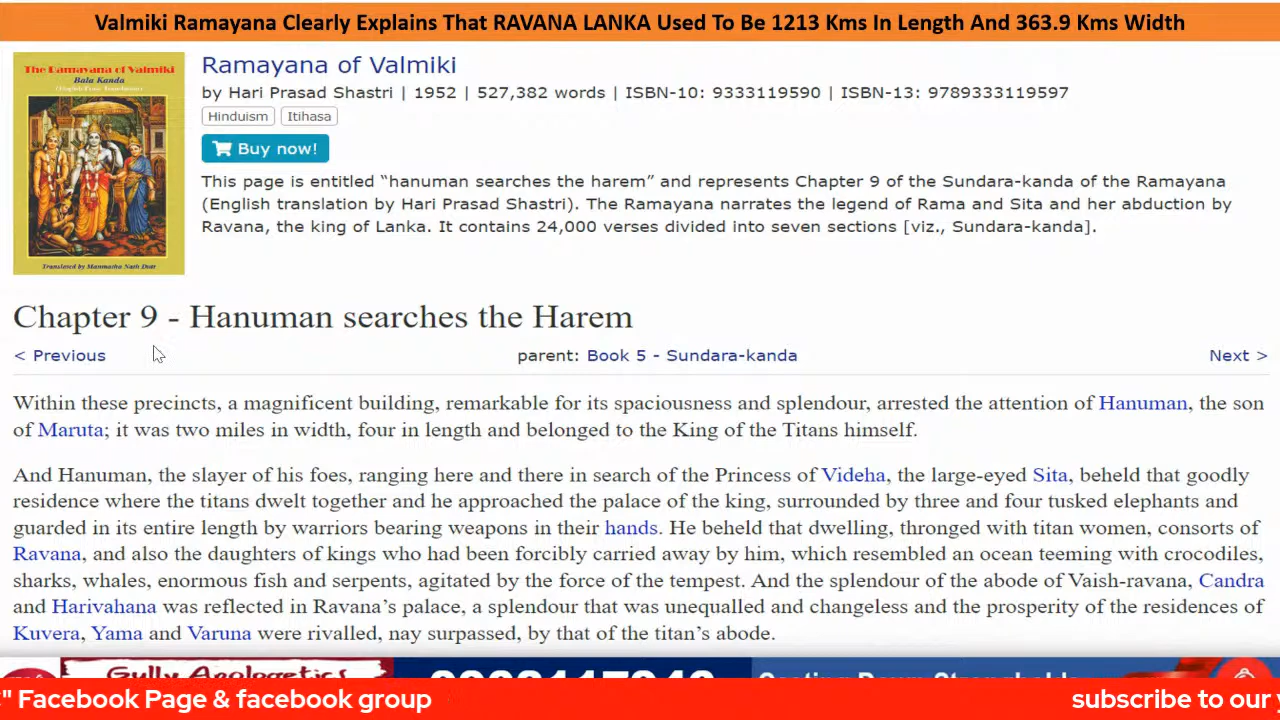 Valmiki Ramayana Clearly Explains That RAVANA LANKA Used To Be 1213 Kms In Length And 363.9 Kms Width
The Ramayana of Valmiki
Bala Kanda
Translated by Manmatha Nath Dutt
Ramayana of Valmiki
by Hari Prasad Shastri | 1952 | 527,382 words | ISBN-10: 9333119590 | ISBN-13: 9789333119597
Hinduism Itihasa
Buy now!
This page is entitled “hanuman searches the harem” and represents Chapter 9 of the Sundara-kanda of the Ramayana
(English translation by Hari Prasad Shastri). The Ramayana narrates the legend of Rama and Sita and her abduction by
Ravana, the king of Lanka. It contains 24,000 verses divided into seven sections [viz., Sundara-kanda].
Chapter 9 - Hanuman searches the Harem
< Previous parent: Book 5 - Sundara-kanda Next >
Within these precincts, a magnificent building, remarkable for its spaciousness and splendour, arrested the attention of Hanuman, the son
of Maruta; it was two miles in width, four in length and belonged to the King of the Titans himself.
And Hanuman, the slayer of his foes, ranging here and there in search of the Princess of Videha, the large-eyed Sita, beheld that goodly
residence where the titans dwelt together and he approached the palace of the king, surrounded by three and four tusked elephants and
guarded in its entire length by warriors bearing weapons in their hands. He beheld that dwelling, thronged with titan women, consorts of
Ravana, and also the daughters of kings who had been forcibly carried away by him, which resembled an ocean teeming with crocodiles,
sharks, whales, enormous fish and serpents, agitated by the force of the tempest. And the splendour of the abode of Vaish-ravana, Candra
and Harivahana was reflected in Ravana’s palace, a splendour that was unequalled and changeless and the prosperity of the residences of
Kuvera, Yama and Varuna were rivalled, nay surpassed, by that of the titan’s abode.
Gully Apologetics
" Facebook Page & facebook group subscribe to our